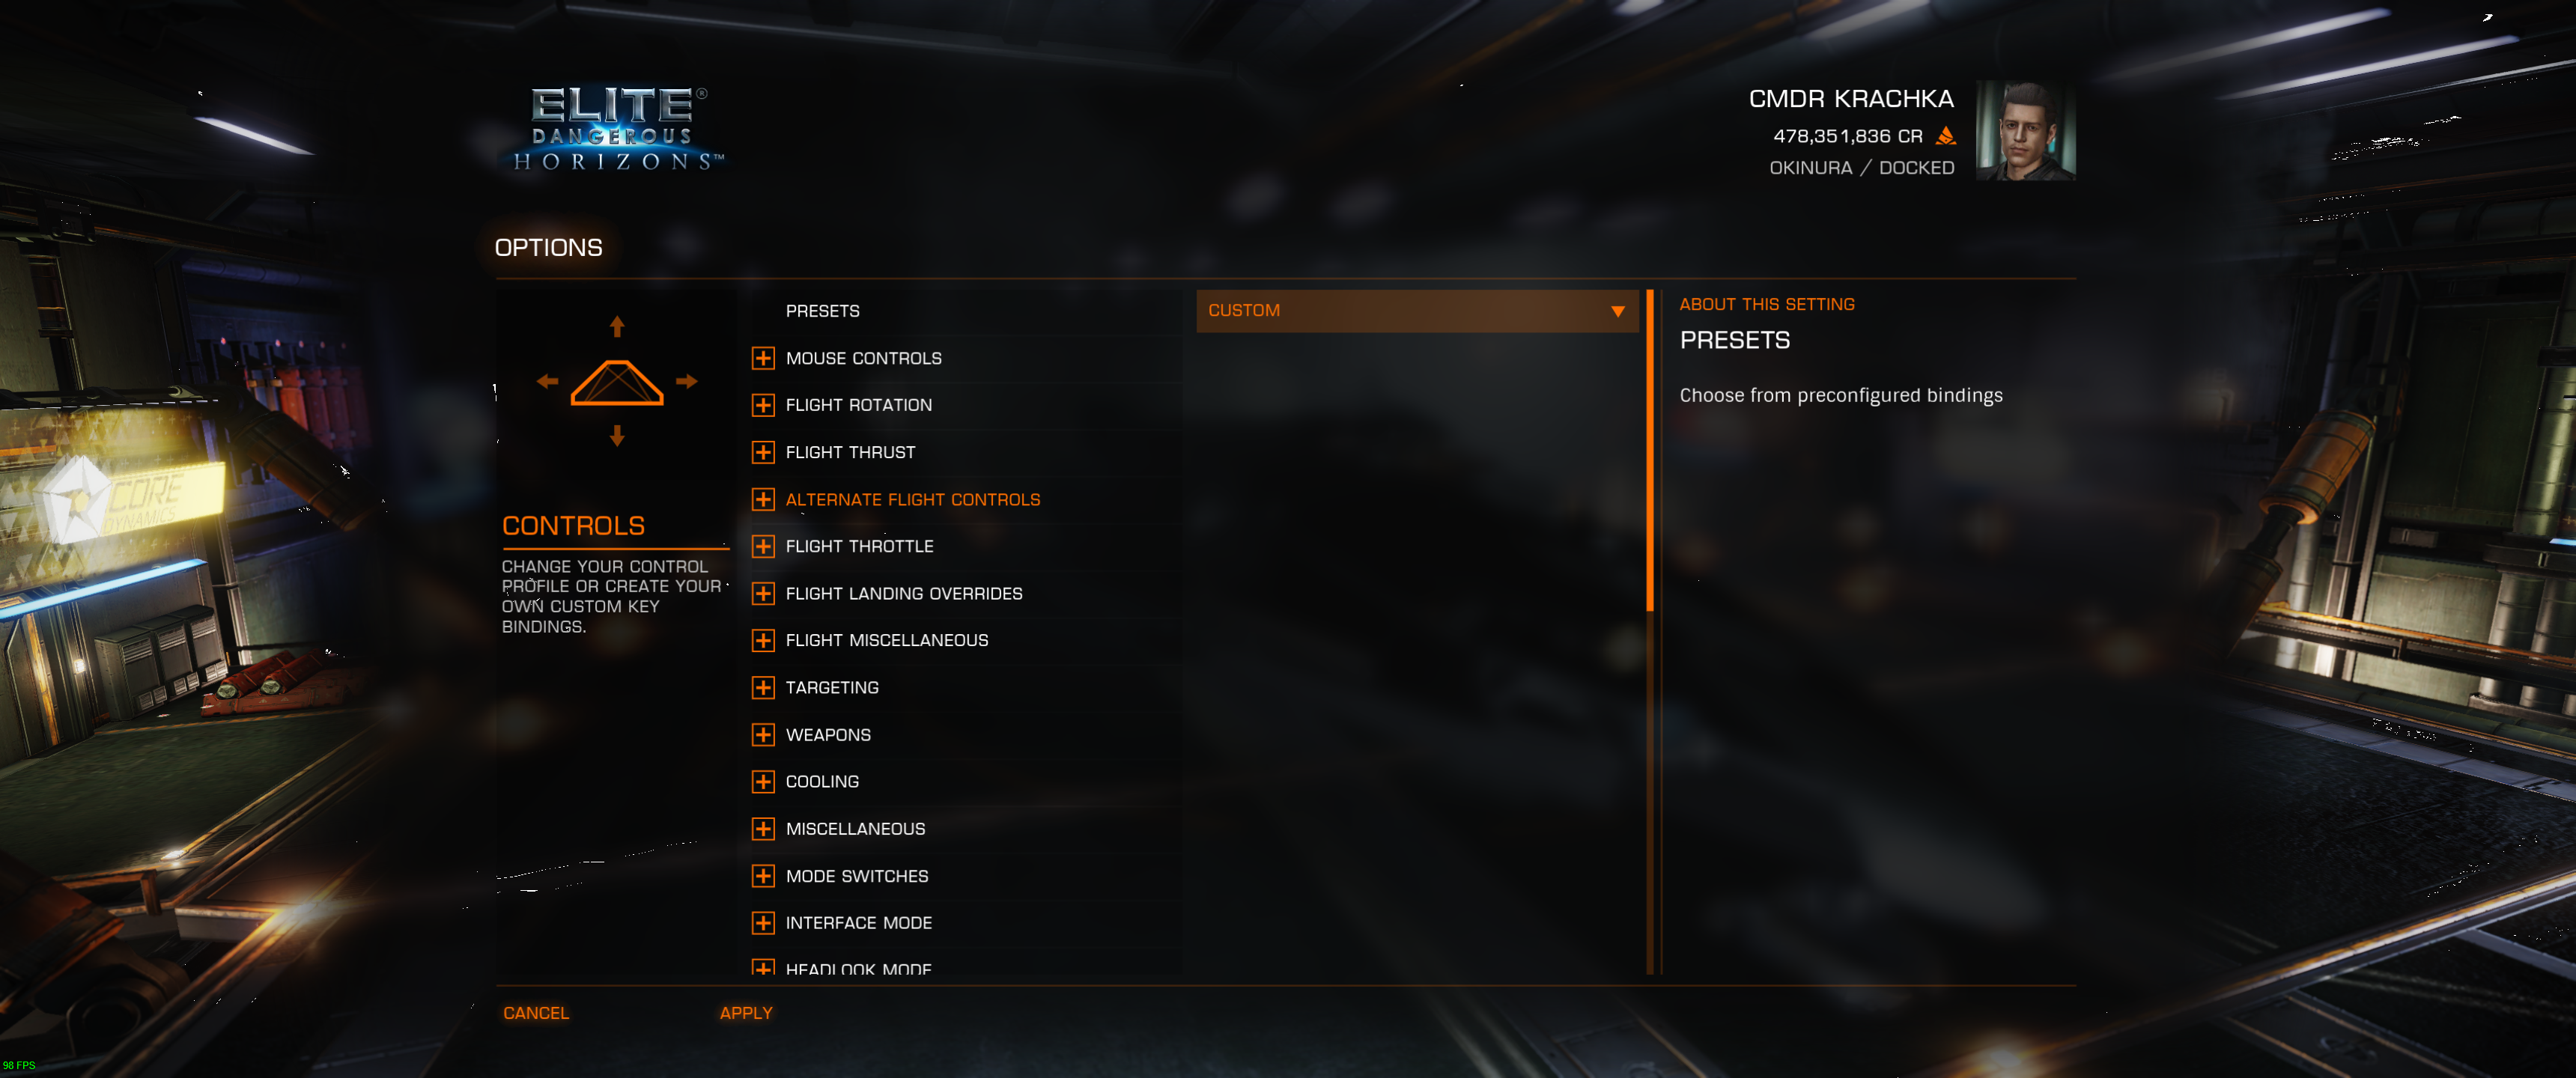 ELITE®
DANGEROUS
HORIZONS™
CMDR KRACHKA
478,351,836 CR
OKINURA / DOCKED
OPTIONS
PRESETS
CUSTOM
MOUSE CONTROLS
FLIGHT ROTATION
FLIGHT THRUST
ALTERNATE FLIGHT CONTROLS
FLIGHT THROTTLE
FLIGHT LANDING OVERRIDES
FLIGHT MISCELLANEOUS
TARGETING
WEAPONS
COOLING
MISCELLANEOUS
MODE SWITCHES
INTERFACE MODE
HEADLOOK MODE
ABOUT THIS SETTING
PRESETS
Choose from preconfigured bindings
CONTROLS
CHANGE YOUR CONTROL
PROFILE OR CREATE YOUR
OWN CUSTOM KEY
BINDINGS.
CORE
DYNAMICS
CANCEL
APPLY
98 FPS